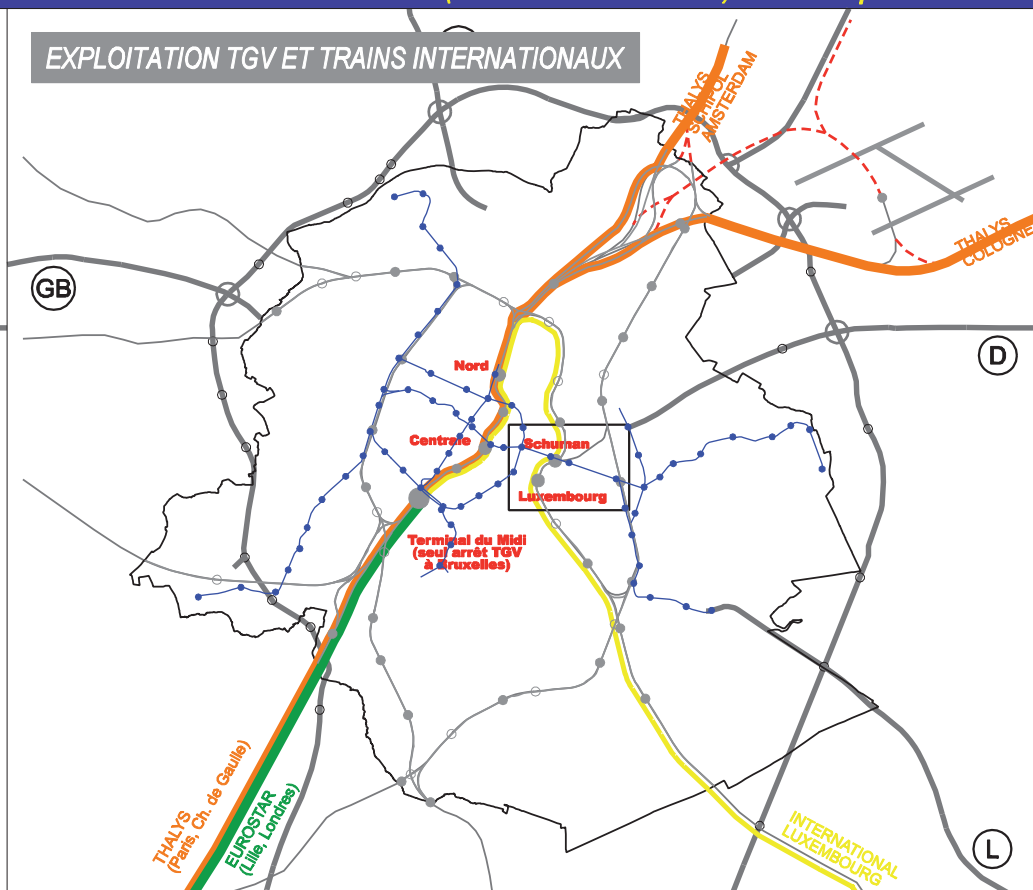 EXPLOITATION TGV ET TRAINS INTERNATIONAUX
THALYS
SCHIPOL
AMSTERDAM
THALYS
COLOGNE
GB
D
Nord
Centrale
Schuman
Luxembourg
Terminal du Midi
(seul arrêt TGV
à Bruxelles)
THALYS
(Paris, Ch. de Gaulle)
EUROSTAR
(Lille, Londres)
INTERNATIONAL
LUXEMBOURG
L